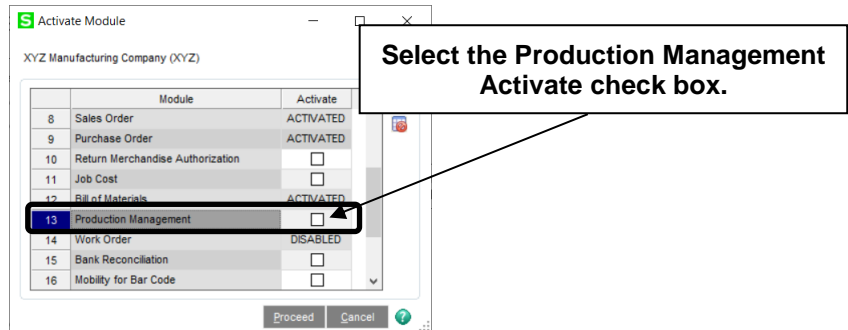 S Activate Module
Select the Production Management
Activate check box.
XYZ Manufacturing Company (XYZ)
Module Activate
8 Sales Order ACTIVATED
9 Purchase Order ACTIVATED
10 Return Merchandise Authorization
11 Job Cost
12 Bill of Materials ACTIVATED
13 Production Management
14 Work Order DISABLED
15 Bank Reconciliation
16 Mobility for Bar Code
Proceed Cancel ?